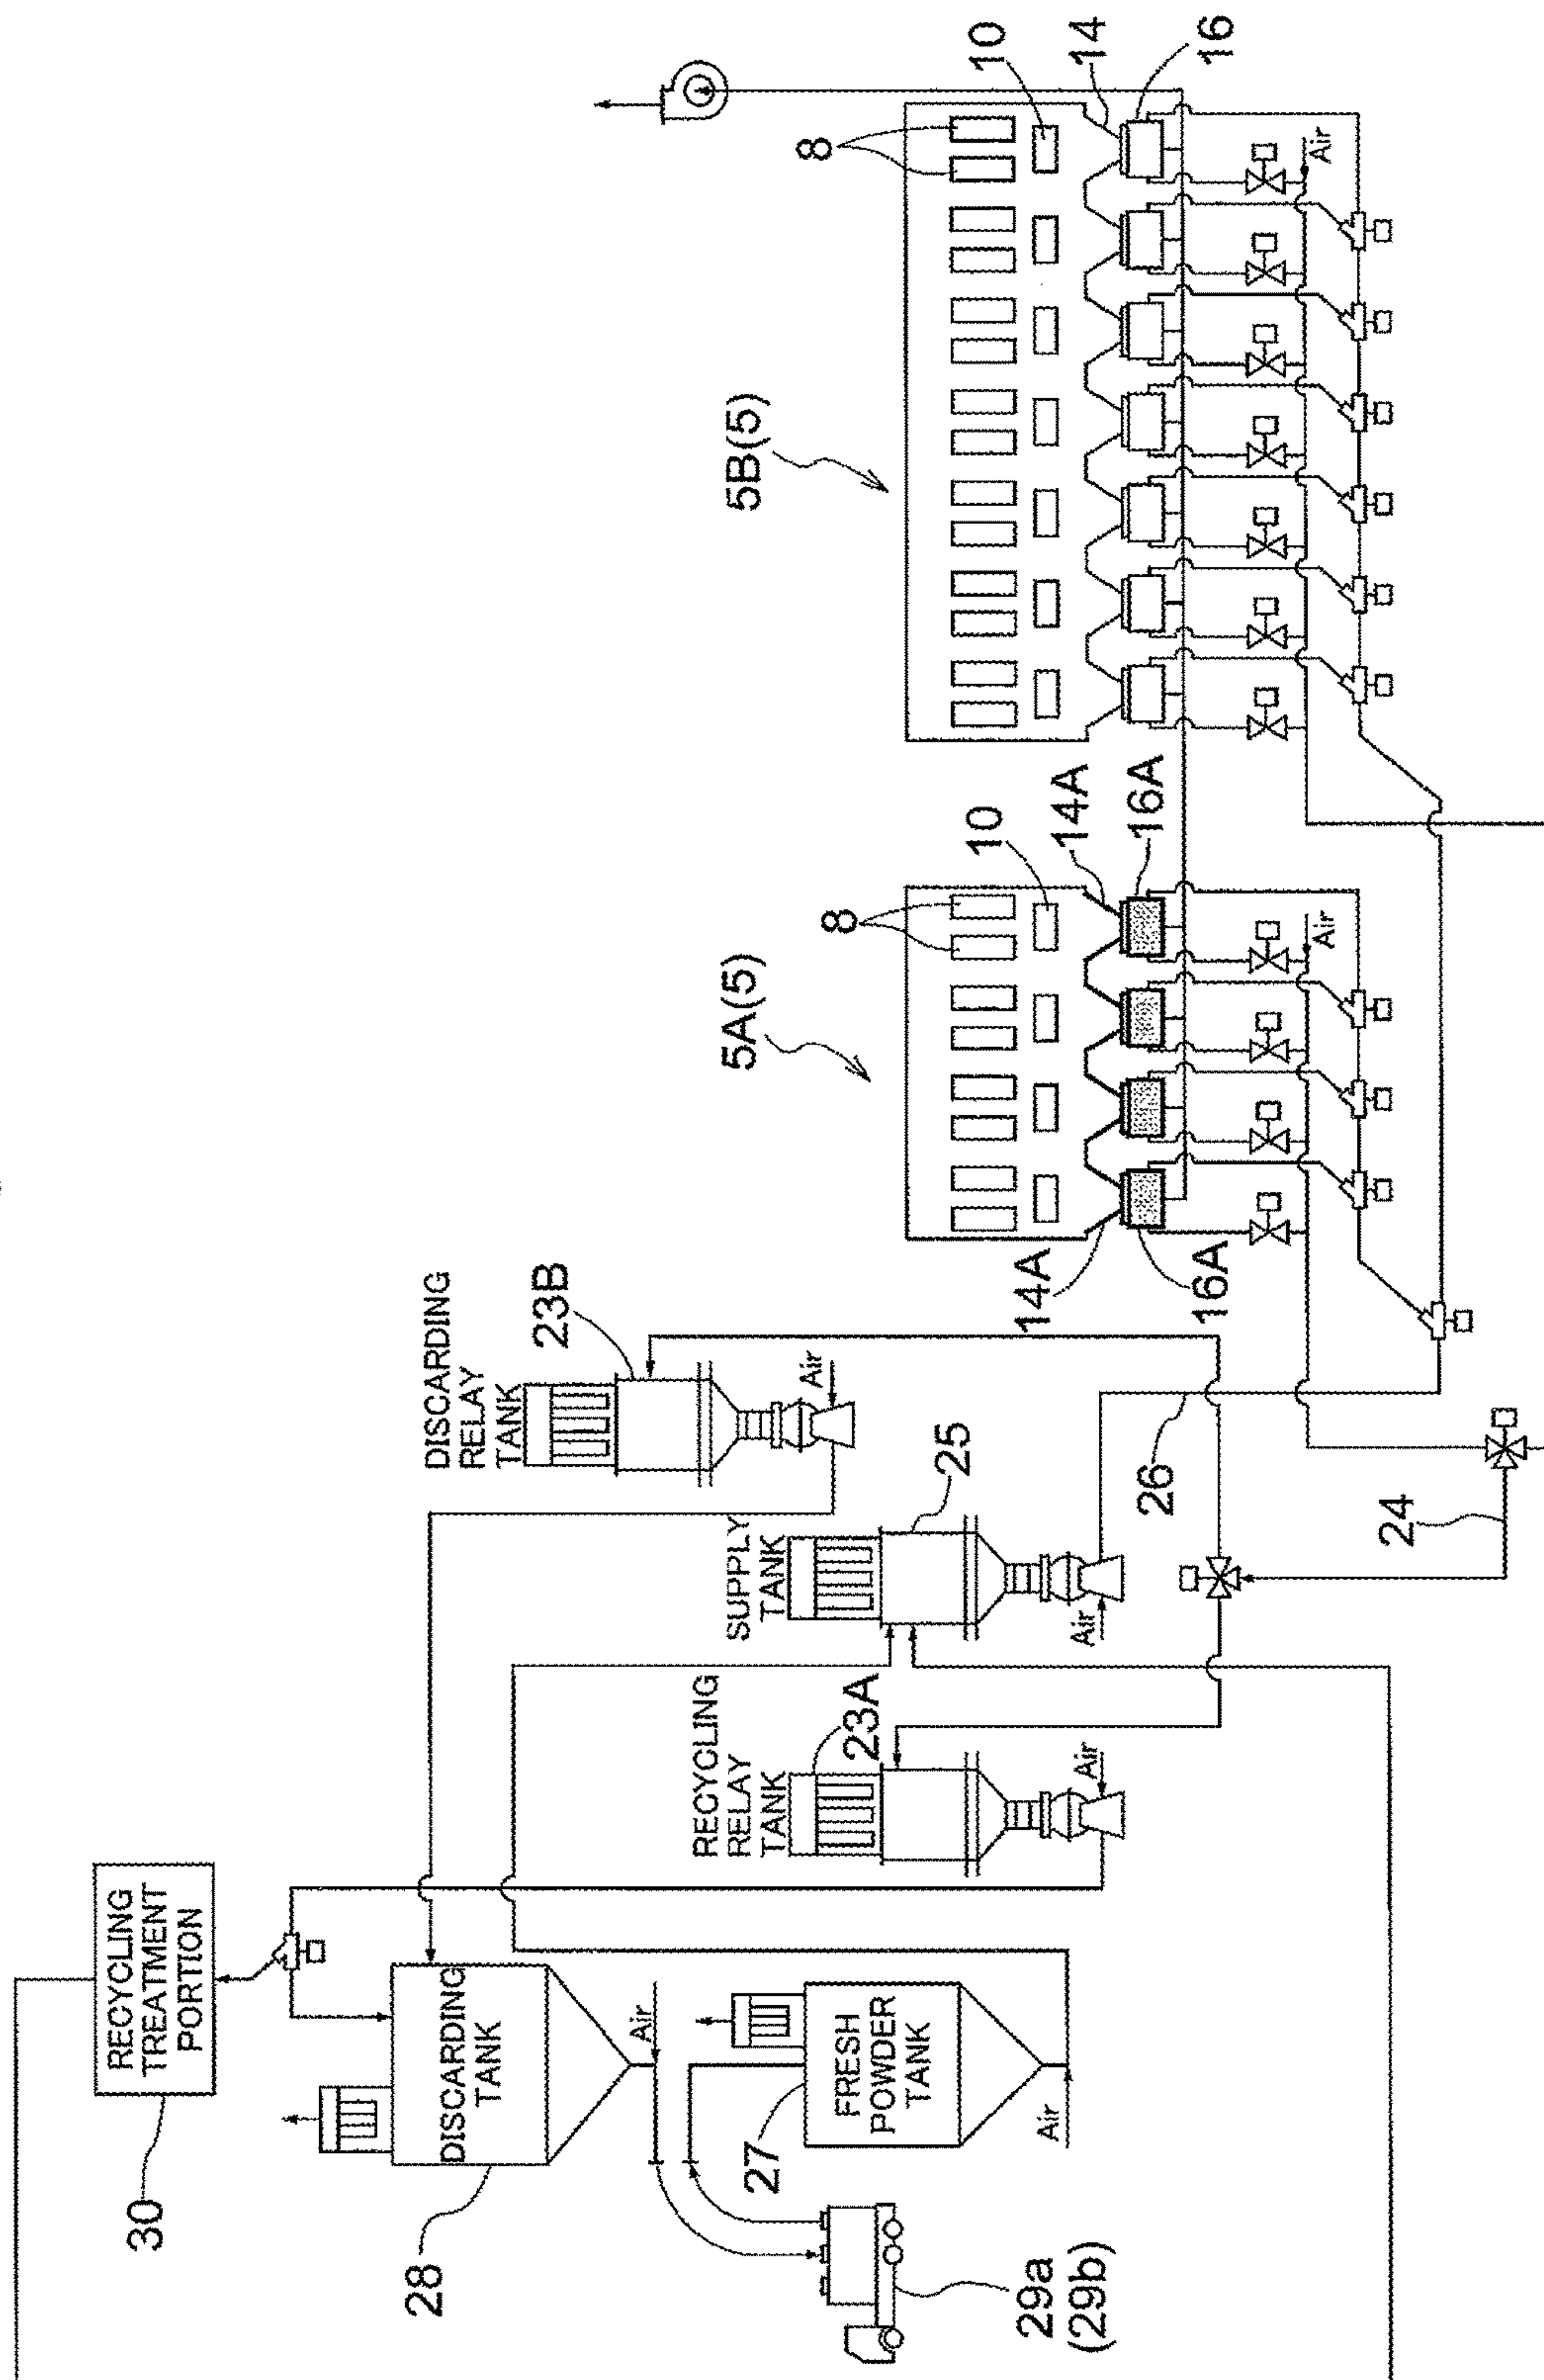 30
RECYCLING
TREATMENT
PORTION
28
DISCARDING
TANK
Air
27
FRESH
POWDER
TANK
Air
29a
(29b)
RECYCLING
RELAY
TANK
23A
Air
SUPPLY
TANK
25
Air
DISCARDING
RELAY
TANK
23B
Air
26
24
5A(5)
8
10
14A
14A
16A
16A
Air
5B(5)
8
10
14
16
Air